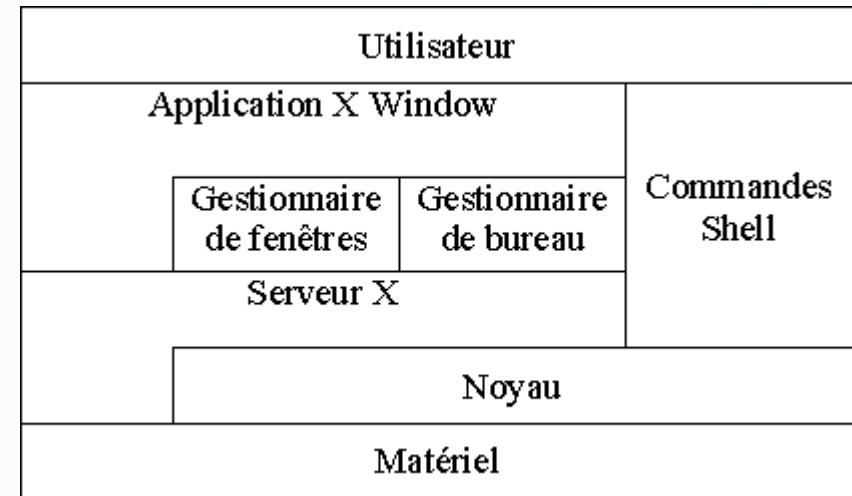 Utilisateur
Application X Window
Gestionnaire
de fenêtres
Gestionnaire
de bureau
Commandes
Shell
Serveur X
Noyau
Matériel